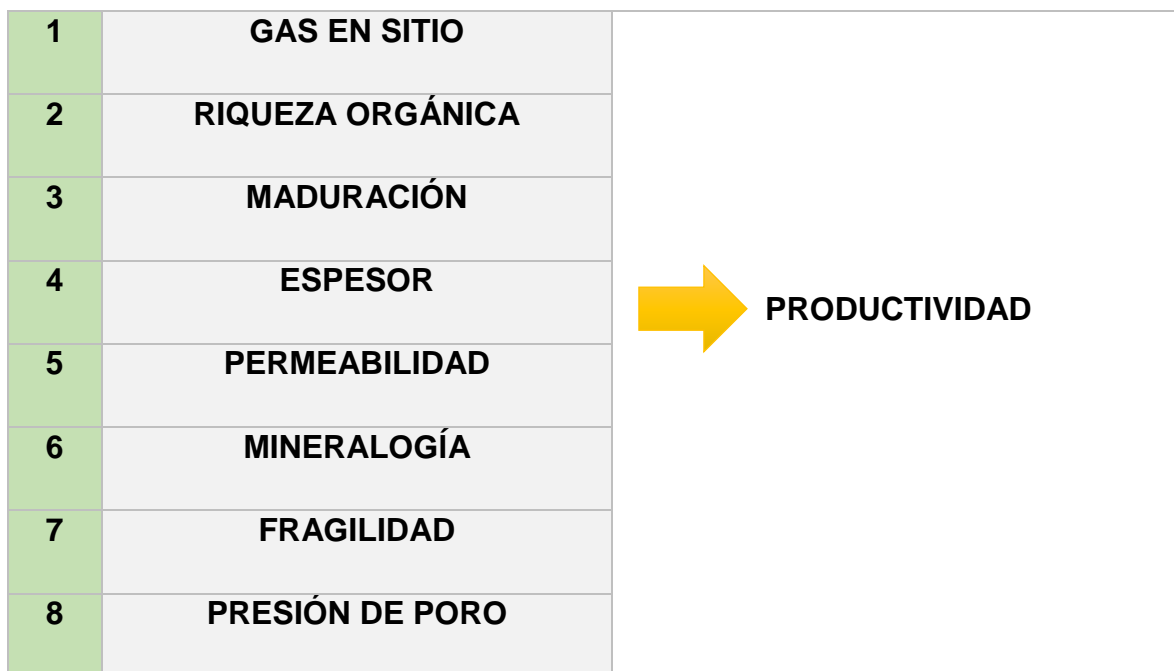 1 GAS EN SITIO
2 RIQUEZA ORGÁNICA
3 MADURACIÓN
4 ESPESOR
PRODUCTIVIDAD
5 PERMEABILIDAD
6 MINERALOGÍA
7 FRAGILIDAD
8 PRESIÓN DE PORO